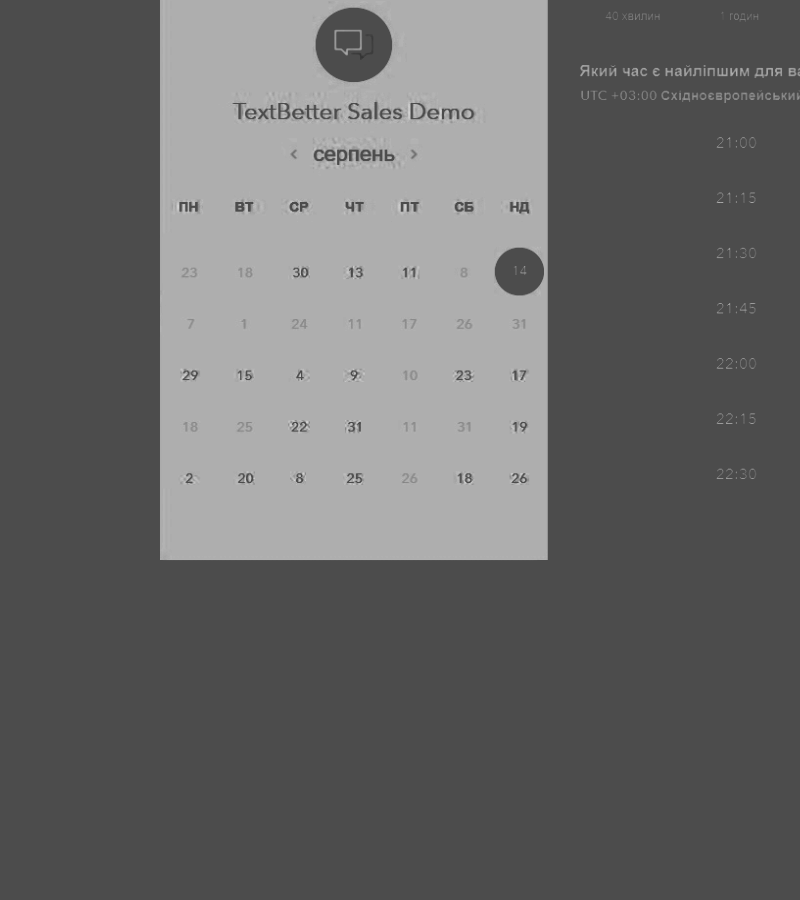 TextBetter Sales Demo
серпень
ПН ВТ СР ЧТ ПТ СБ НД
23 18 30 13 11 8 14
7 1 24 11 17 26 31
29 15 4 9 10 23 17
18 25 22 31 11 31 19
2 20 8 25 26 18 26
40 хвилин 1 годин
Який час є найліпшим для ва
UTC +03:00 Східноєвропейський
21:00
21:15
21:30
21:45
22:00
22:15
22:30